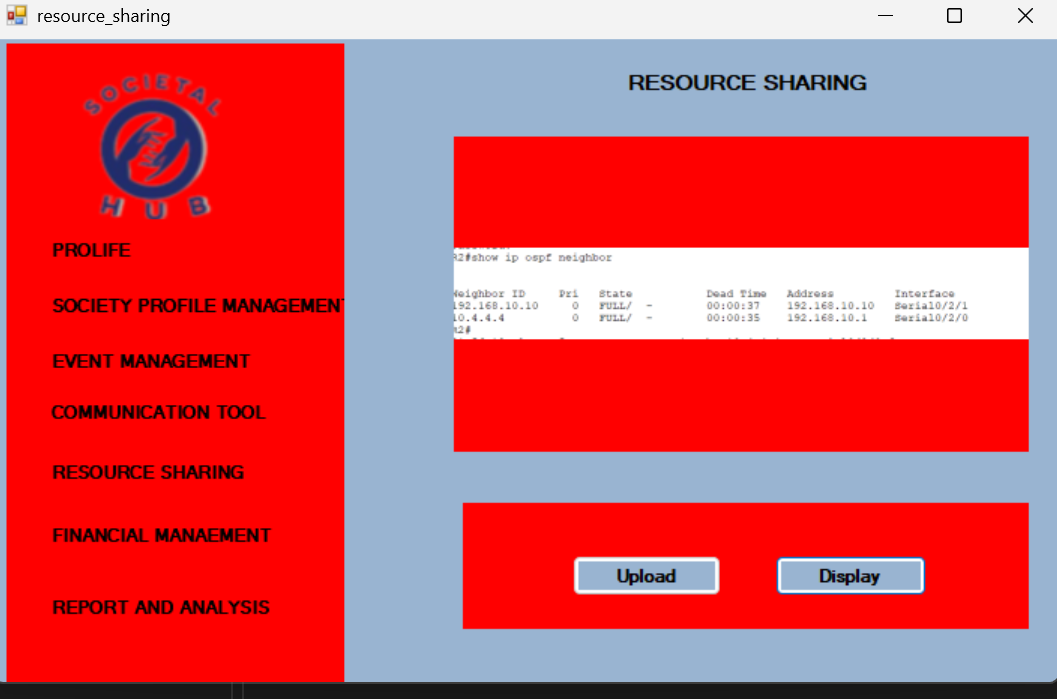 resource_sharing
SOCIETAL
HUB
PROLIFE
SOCIETY PROFILE MANAGEMENT
EVENT MANAGEMENT
COMMUNICATION TOOL
RESOURCE SHARING
FINANCIAL MANAEMENT
REPORT AND ANALYSIS
RESOURCE SHARING
R2#show ip ospf neighbor
Neighbor ID Pri State Dead Time Address Interface
192.168.10.10 0 FULL/ - 00:00:37 192.168.10.10 Serial0/2/1
10.4.4.4 0 FULL/ - 00:00:35 192.168.10.1 Serial0/2/0
R2#
Upload
Display